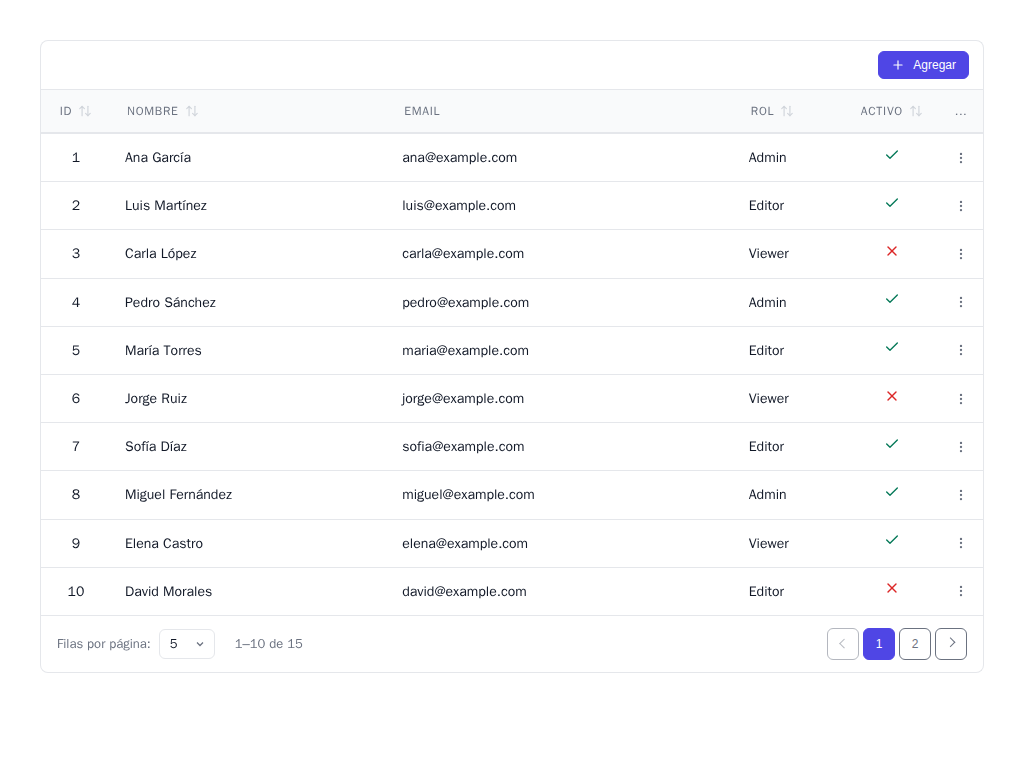 Agregar
ID NOMBRE EMAIL ROL ACTIVO ...
1 Ana García ana@example.com Admin
2 Luis Martínez luis@example.com Editor
3 Carla López carla@example.com Viewer
4 Pedro Sánchez pedro@example.com Admin
5 María Torres maria@example.com Editor
6 Jorge Ruiz jorge@example.com Viewer
7 Sofía Díaz sofia@example.com Editor
8 Miguel Fernández miguel@example.com Admin
9 Elena Castro elena@example.com Viewer
10 David Morales david@example.com Editor
Filas por página: 5 1–10 de 15 1 2